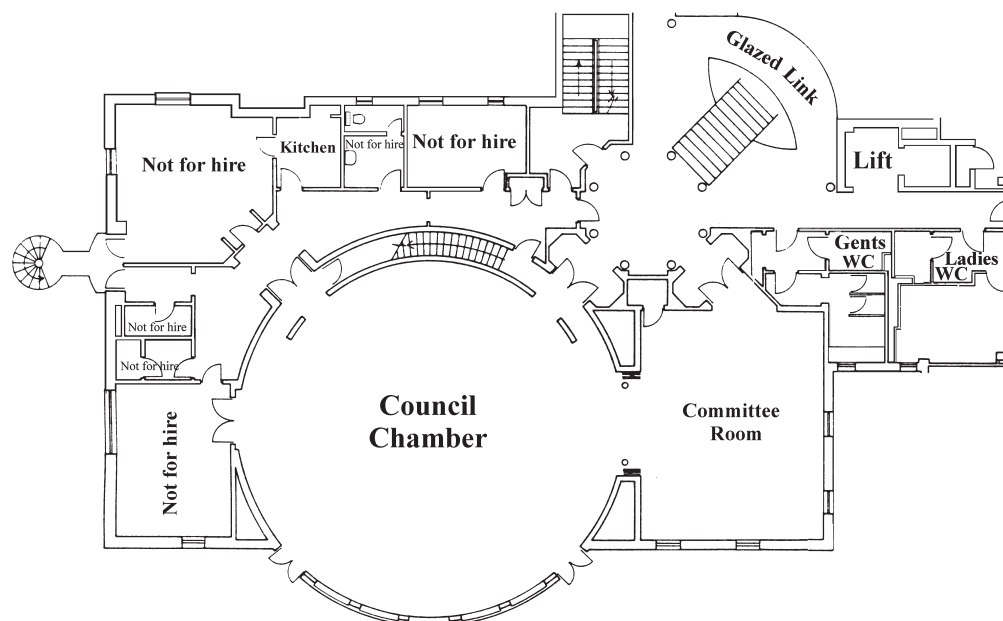 Glazed Link
Not for hire
Kitchen
Not for hire
Not for hire
Lift
Gents
WC
Ladies
WC
Not for hire
Not for hire
Council
Chamber
Committee
Room
Not for hire